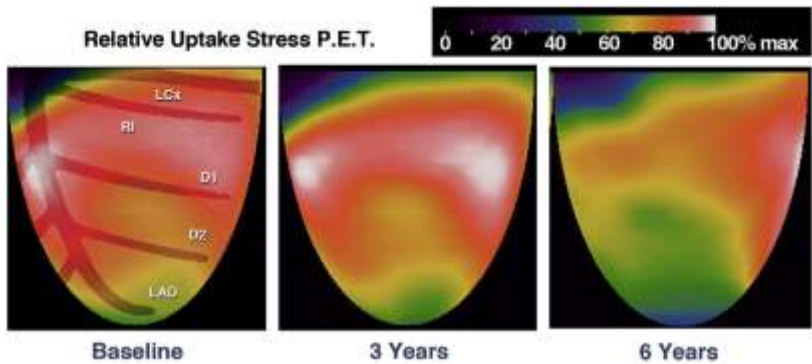 Relative Uptake Stress P.E.T.
0 20 40 60 80 100% max
LCx
RI
D1
D2
LAD
Baseline
3 Years
6 Years